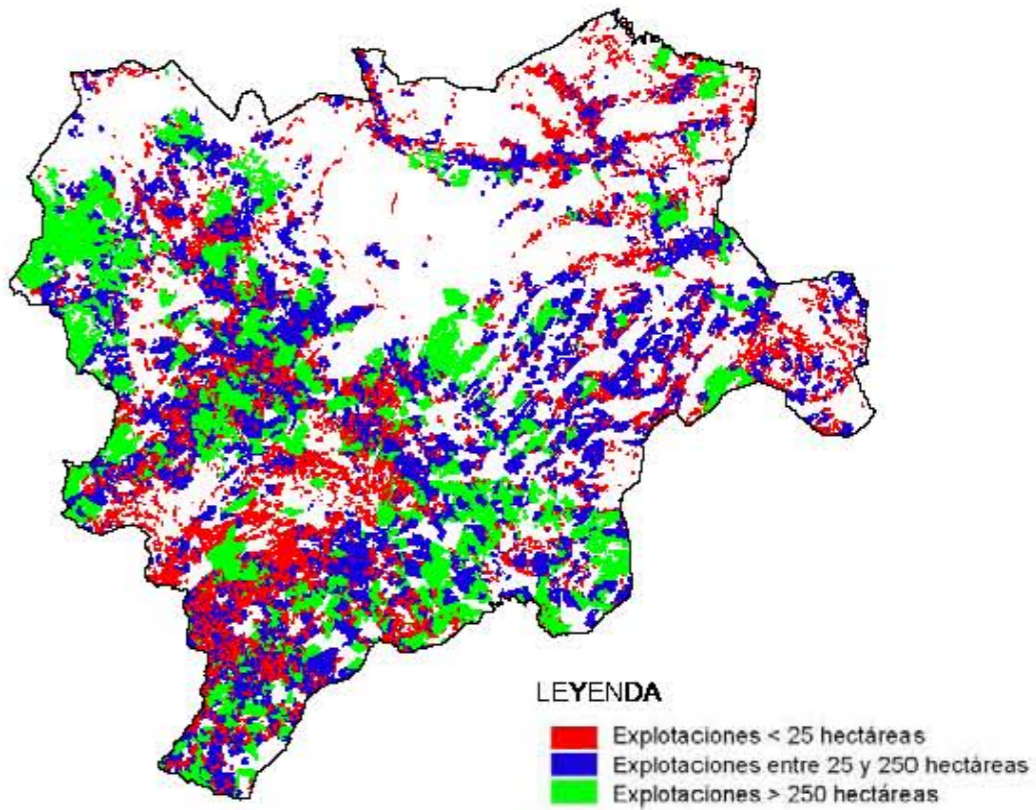 LEYENDA
Explotaciones < 25 hectáreas
Explotaciones entre 25 y 250 hectáreas
Explotaciones > 250 hectáreas